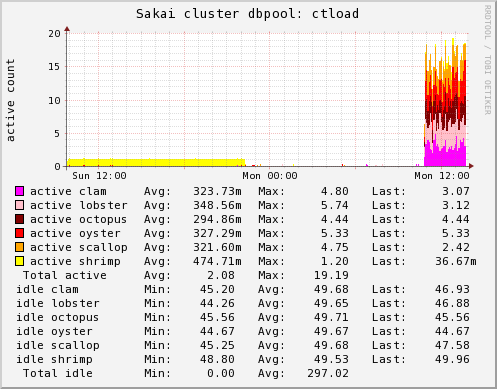 Sakai cluster dbpool: ctload
RRDTOOL / TOBI OETIKER
active count
20
15
10
5
0
Sun 12:00 Mon 00:00 Mon 12:00
active clam Avg: 323.73m Max: 4.80 Last: 3.07
active lobster Avg: 348.56m Max: 5.74 Last: 3.12
active octopus Avg: 294.86m Max: 4.44 Last: 4.44
active oyster Avg: 327.29m Max: 5.33 Last: 5.33
active scallop Avg: 321.60m Max: 4.75 Last: 2.42
active shrimp Avg: 474.71m Max: 1.20 Last: 36.67m
Total active Avg: 2.08 Max: 19.19
idle clam Min: 45.20 Max: 49.68 Last: 46.93
idle lobster Min: 44.26 Max: 49.65 Last: 46.88
idle octopus Min: 45.56 Max: 49.71 Last: 45.56
idle oyster Min: 44.67 Max: 49.67 Last: 44.67
idle scallop Min: 45.25 Max: 49.68 Last: 47.58
idle shrimp Min: 48.80 Max: 49.53 Last: 49.96
Total idle Min: 0.00 Max: 297.02